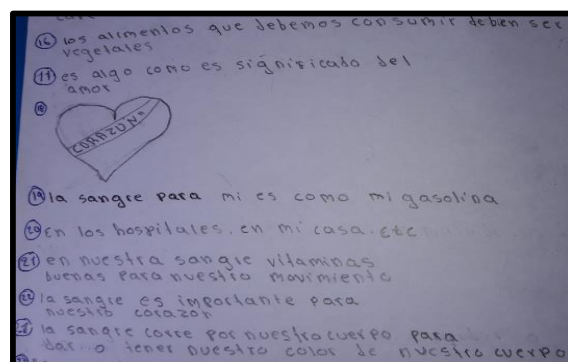 16 los alimentos que debemos consumir debien ser
vegetales
17 es algo como es significado del
amor
18
CORAZON
19 la sangre para mi es como mi gasolina
20 en los hospitales, en mi casa. etc
21 en nuestra sangre vitaminas
buenas para nuestro movimiento
22 la sangre es importante para
nuestro corazon
23 la sangre corre por nuestro cuerpo para
dar o tener nuestro color de nuestro cuerpo